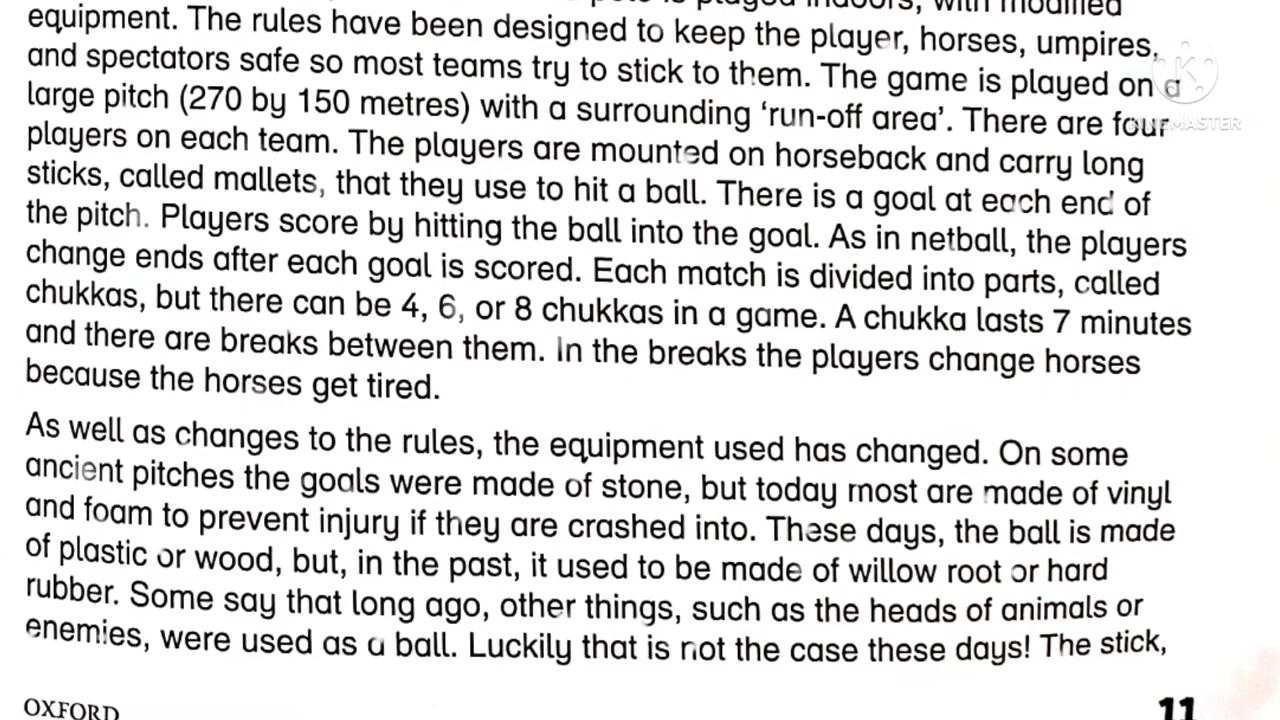 played indoors, with modified
equipment. The rules have been designed to keep the player, horses, umpires,
and spectators safe so most teams try to stick to them. The game is played on a
large pitch (270 by 150 metres) with a surrounding ‘run-off area’. There are four
players on each team. The players are mounted on horseback and carry long
sticks, called mallets, that they use to hit a ball. There is a goal at each end of
the pitch. Players score by hitting the ball into the goal. As in netball, the players
change ends after each goal is scored. Each match is divided into parts, called
chukkas, but there can be 4, 6, or 8 chukkas in a game. A chukka lasts 7 minutes
and there are breaks between them. In the breaks the players change horses
because the horses get tired.
As well as changes to the rules, the equipment used has changed. On some
ancient pitches the goals were made of stone, but today most are made of vinyl
and foam to prevent injury if they are crashed into. These days, the ball is made
of plastic or wood, but, in the past, it used to be made of willow root or hard
rubber. Some say that long ago, other things, such as the heads of animals or
enemies, were used as a ball. Luckily that is not the case these days! The stick,
OXFORD
11
K
KINEMASTER